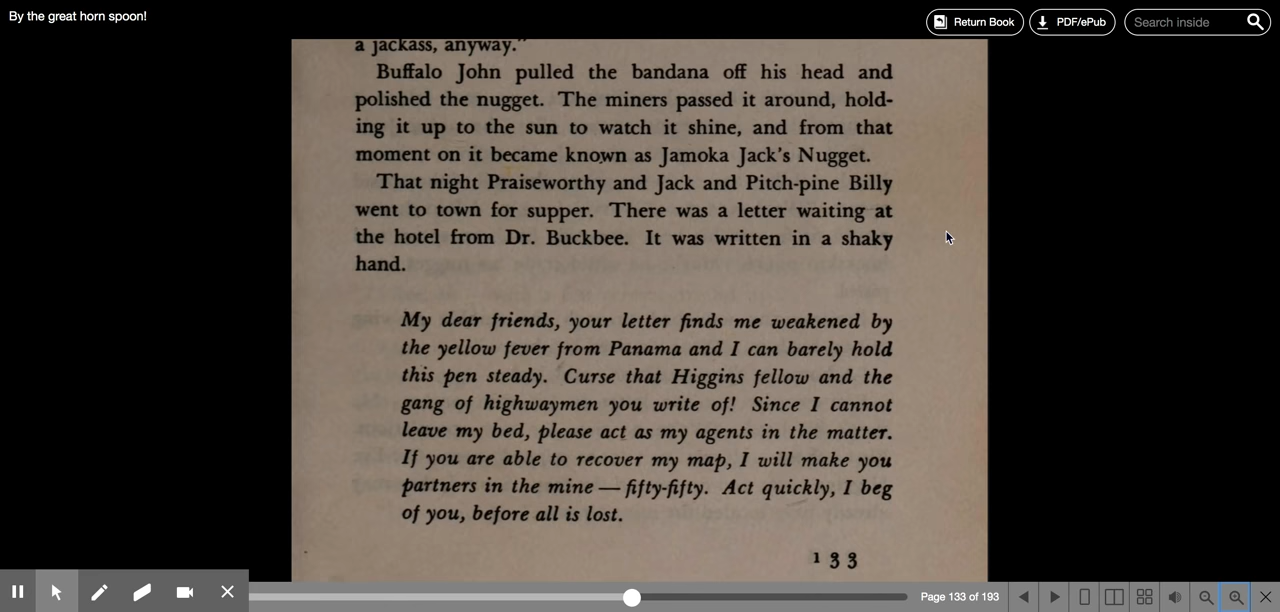 By the great horn spoon!
Return Book
PDF/ePub
Search inside
a jackass, anyway."
Buffalo John pulled the bandana off his head and
polished the nugget. The miners passed it around, hold-
ing it up to the sun to watch it shine, and from that
moment on it became known as Jamoka Jack's Nugget.
That night Praiseworthy and Jack and Pitch-pine Billy
went to town for supper. There was a letter waiting at
the hotel from Dr. Buckbee. It was written in a shaky
hand.
My dear friends, your letter finds me weakened by
the yellow fever from Panama and I can barely hold
this pen steady. Curse that Higgins fellow and the
gang of highwaymen you write of! Since I cannot
leave my bed, please act as my agents in the matter.
If you are able to recover my map, I will make you
partners in the mine — fifty-fifty. Act quickly, I beg
of you, before all is lost.
133
Page 133 of 193